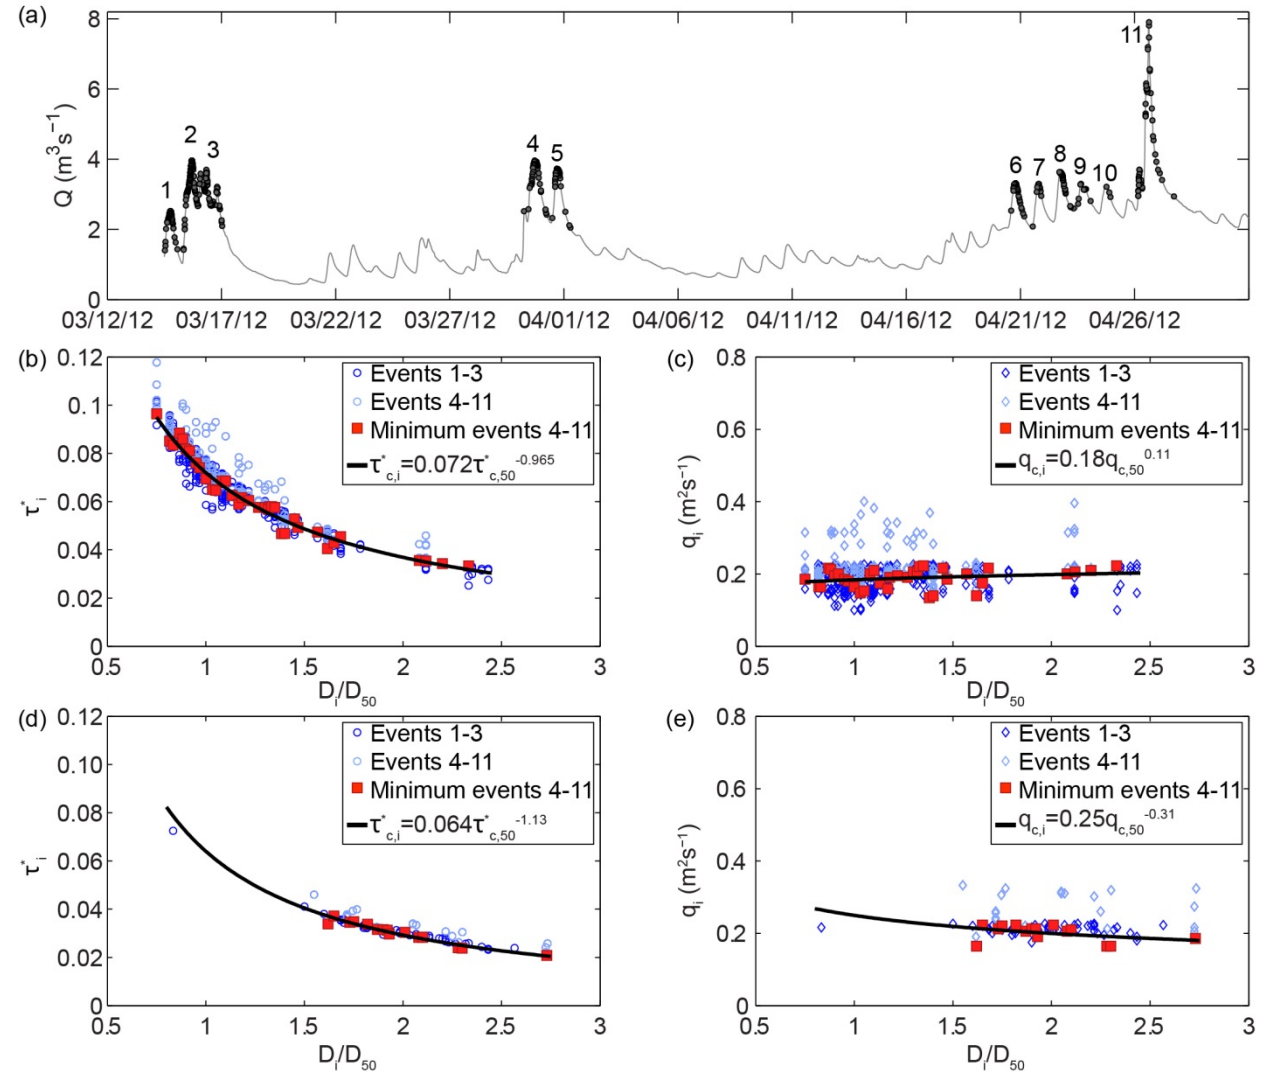 (a)
8
6
4
2
0
Q (m³s⁻¹)
1
2
3
4
5
6
7
8
9
10
11
03/12/12 03/17/12 03/22/12 03/27/12 04/01/12 04/06/12 04/11/12 04/16/12 04/21/12 04/26/12
(b)
0.12
0.1
0.08
0.06
0.04
0.02
0
τ*i
Events 1-3
Events 4-11
Minimum events 4-11
τ*c,i=0.072τ*c,50^-0.965
0.5 1 1.5 2 2.5 3
Di/D50
(c)
0.8
0.6
0.4
0.2
0
qi (m²s⁻¹)
Events 1-3
Events 4-11
Minimum events 4-11
qc,i=0.18qc,50^0.11
0.5 1 1.5 2 2.5 3
Di/D50
(d)
0.12
0.10
0.08
0.06
0.04
0.02
0
τ*i
Events 1-3
Events 4-11
Minimum events 4-11
τ*c,i=0.064τ*c,50^-1.13
0.5 1 1.5 2 2.5 3
Di/D50
(e)
0.8
0.6
0.4
0.2
0
qi (m²s⁻¹)
Events 1-3
Events 4-11
Minimum events 4-11
qc,i=0.25qc,50^-0.31
0.5 1 1.5 2 2.5 3
Di/D50